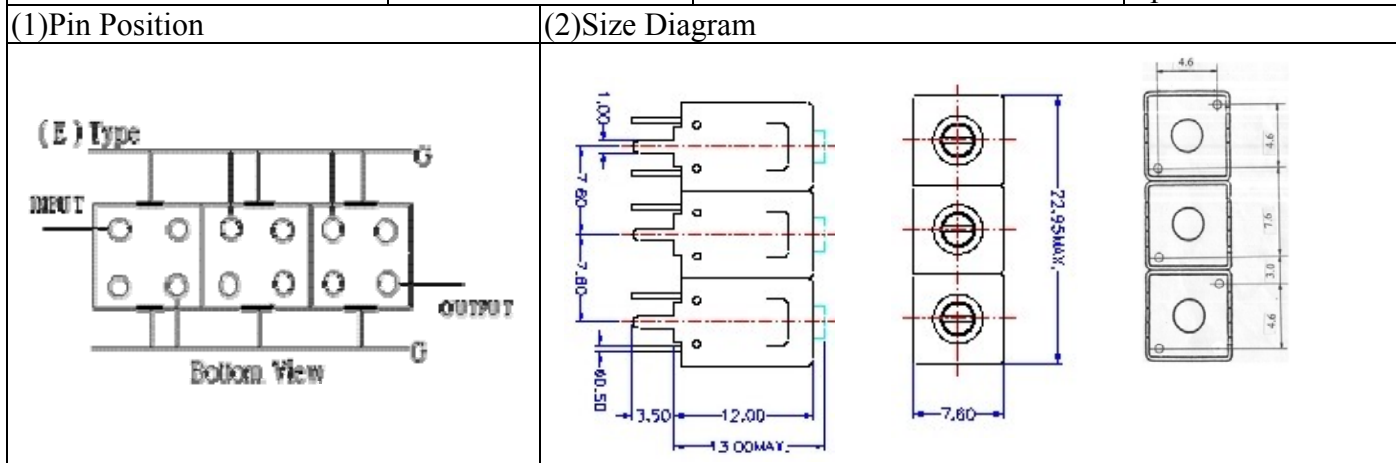 (1)Pin Position
(2)Size Diagram
(E) Type
G
INPUT
OUTPUT
G
Bottom View
1.00
7.60
7.60
ø0.50
3.50
12.00
13.00MAX.
22.95MAX.
7.60
4.6
4.6
7.6
3.0
4.6